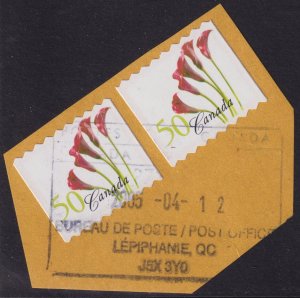 50 Canada
50 Canada
2005 -04- 12
BUREAU DE POSTE / POST OFFICE
LÉPIPHANIE, QC
J5X 3Y0